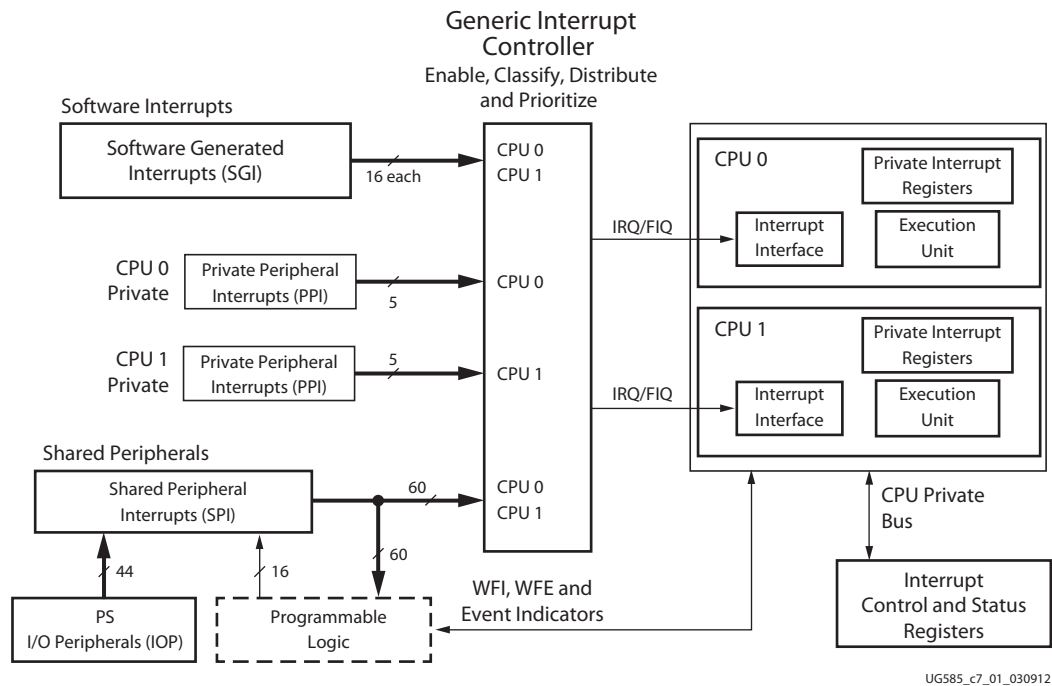 Generic Interrupt
Controller
Enable, Classify, Distribute
and Prioritize
Software Interrupts
Software Generated
Interrupts (SGI)
16 each
CPU 0
CPU 1
CPU 0
Private
Private Peripheral
Interrupts (PPI)
5
CPU 0
CPU 1
Private
Private Peripheral
Interrupts (PPI)
5
CPU 1
Shared Peripherals
Shared Peripheral
Interrupts (SPI)
60
CPU 0
CPU 1
60
44
16
PS
I/O Peripherals (IOP)
Programmable
Logic
IRQ/FIQ
CPU 0
Private Interrupt
Registers
Interrupt
Interface
Execution
Unit
IRQ/FIQ
CPU 1
Private Interrupt
Registers
Interrupt
Interface
Execution
Unit
WFI, WFE and
Event Indicators
CPU Private
Bus
Interrupt
Control and Status
Registers
UG585_c7_01_030912